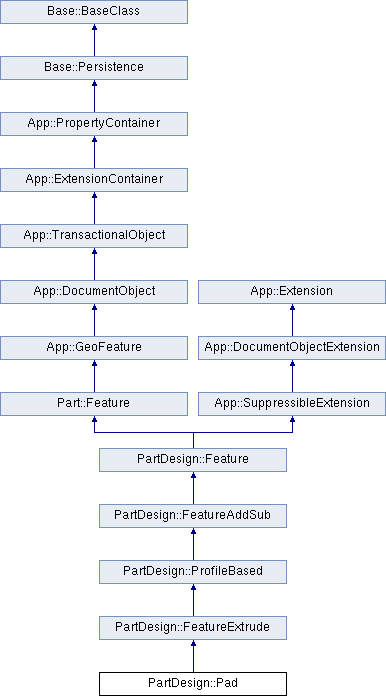 Base::BaseClass
Base::Persistence
App::PropertyContainer
App::ExtensionContainer
App::TransactionalObject
App::DocumentObject
App::Extension
App::GeoFeature
App::DocumentObjectExtension
Part::Feature
App::SuppressibleExtension
PartDesign::Feature
PartDesign::FeatureAddSub
PartDesign::ProfileBased
PartDesign::FeatureExtrude
PartDesign::Pad